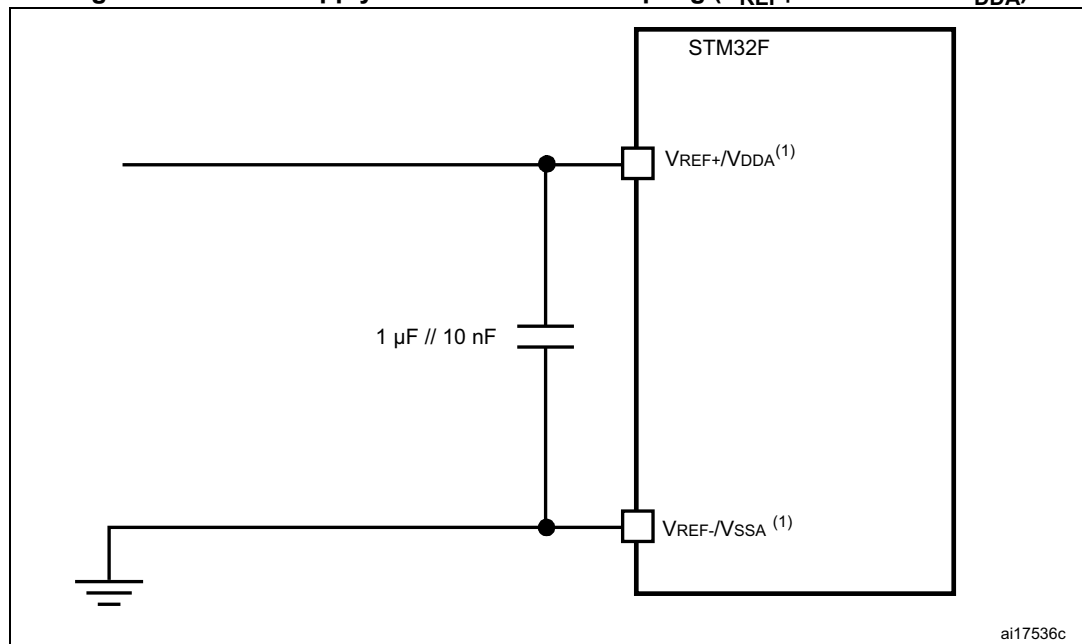 STM32F
VREF+/VDDA(1)
1 µF // 10 nF
VREF-/VSSA (1)
ai17536c